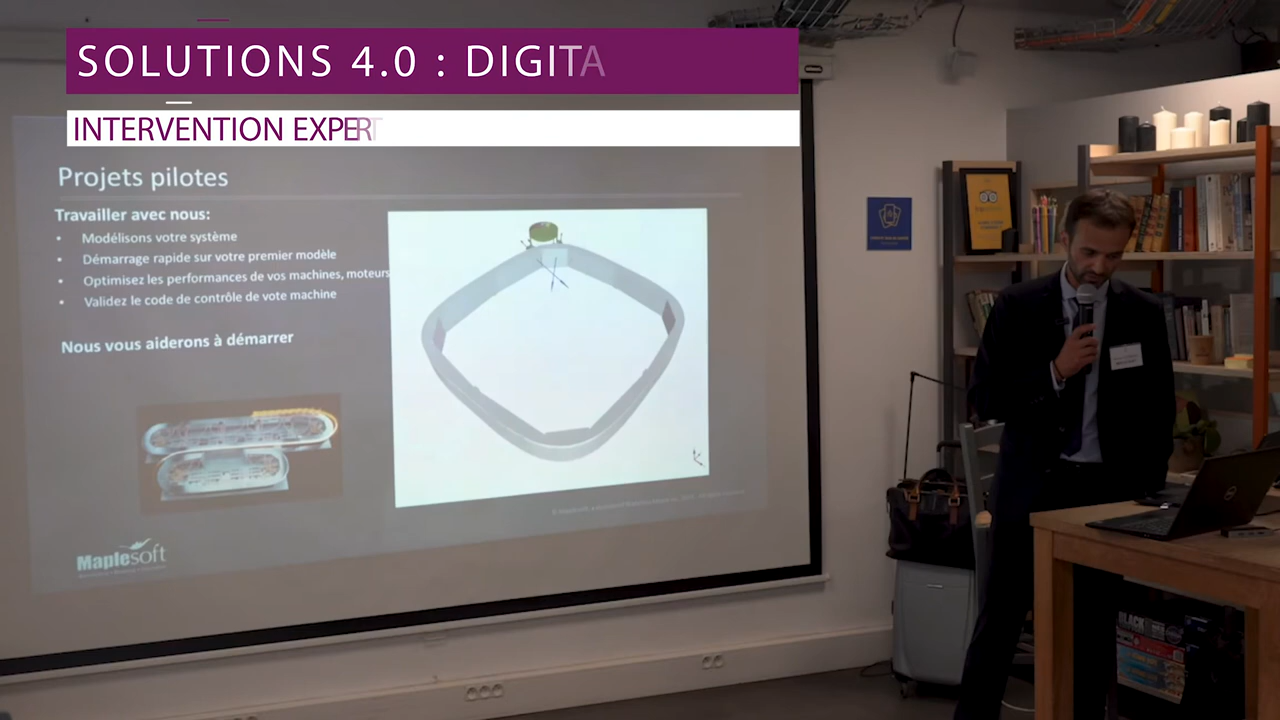 SOLUTIONS 4.0 : DIGITA
INTERVENTION EXPERT
Projets pilotes
Travailler avec nous:
• Modélisons votre système
• Démarrage rapide sur votre premier modèle
• Optimisez les performances de vos machines, moteurs
• Validez le code de contrôle de vote machine
Nous vous aiderons à démarrer
Maplesoft
DELL
BLACK